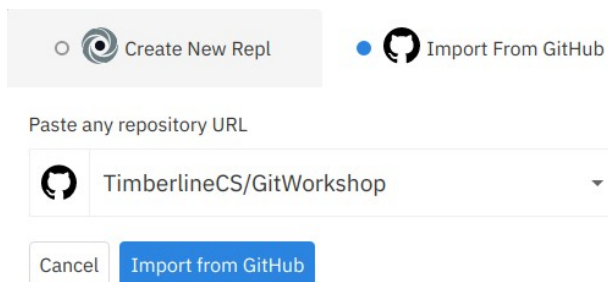 Create New Repl
Import From GitHub
Paste any repository URL
TimberlineCS/GitWorkshop
Cancel
Import from GitHub